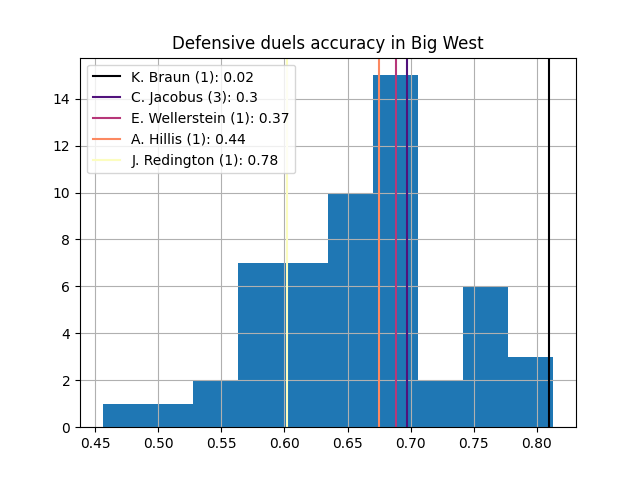 Defensive duels accuracy in Big West
K. Braun (1): 0.02
C. Jacobus (3): 0.3
E. Wellerstein (1): 0.37
A. Hillis (1): 0.44
J. Redington (1): 0.78
14
12
10
8
6
4
2
0
0.45 0.50 0.55 0.60 0.65 0.70 0.75 0.80